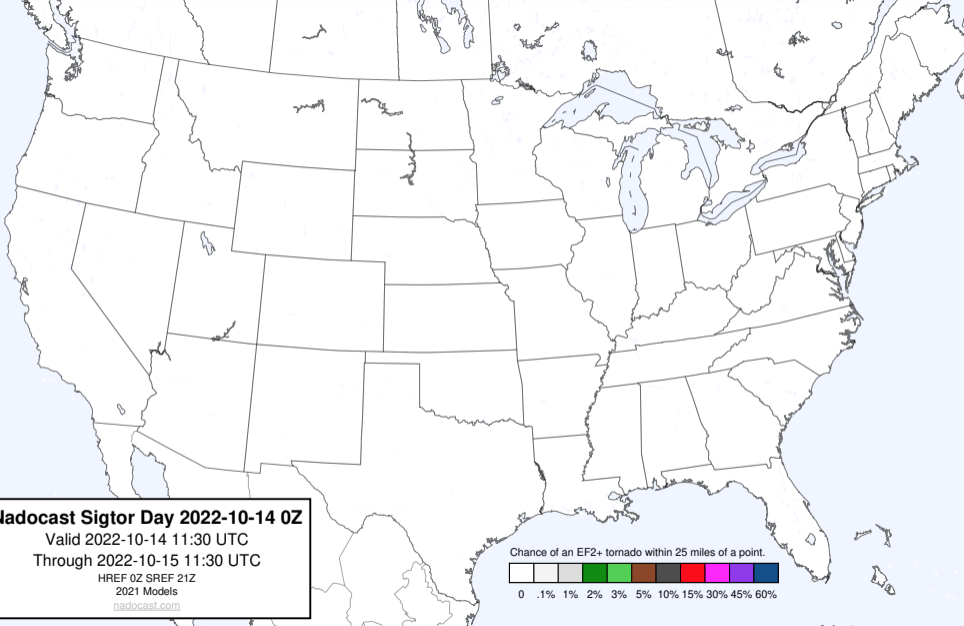 Nadocast Sigtor Day 2022-10-14 0Z
Valid 2022-10-14 11:30 UTC
Through 2022-10-15 11:30 UTC
HREF 0Z SREF 21Z
2021 Models
nadocast.com
Chance of an EF2+ tornado within 25 miles of a point.
0 .1% 1% 2% 3% 5% 10% 15% 30% 45% 60%